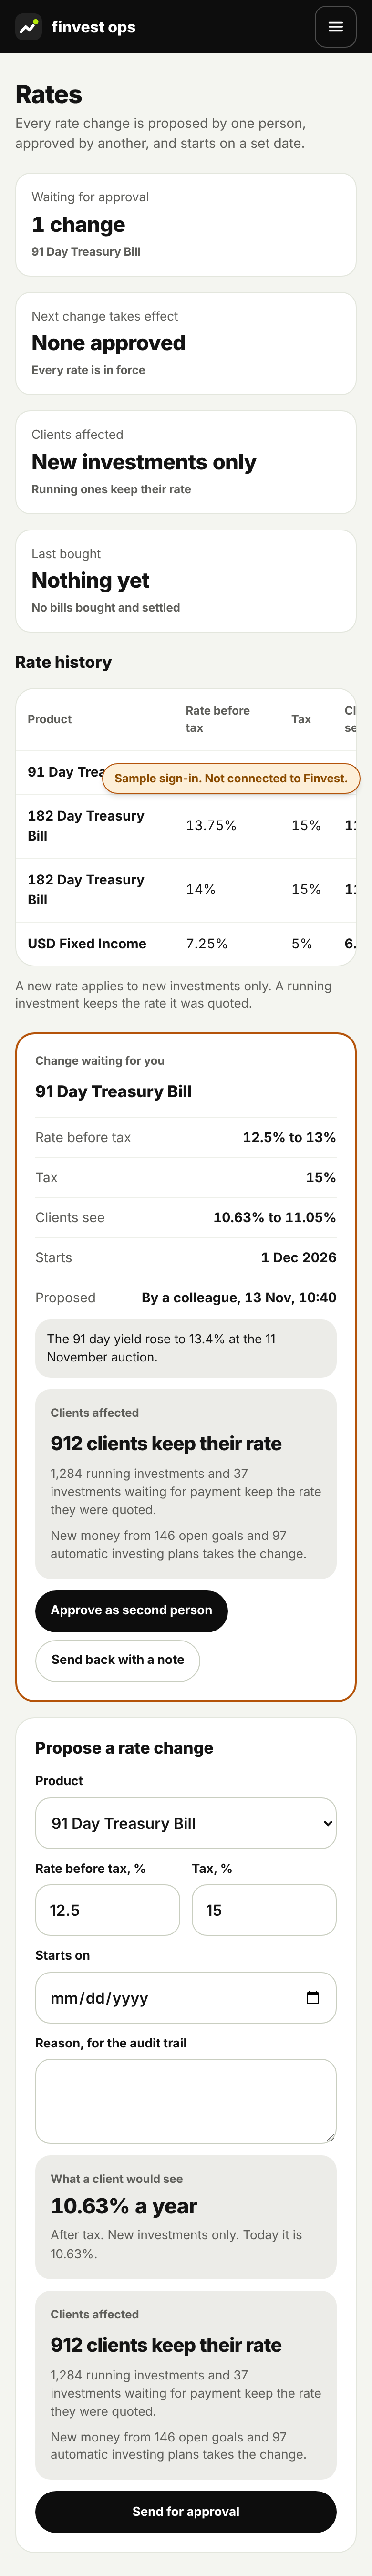 finvest ops
Rates
Every rate change is proposed by one person,
approved by another, and starts on a set date.
Waiting for approval
1 change
91 Day Treasury Bill
Next change takes effect
None approved
Every rate is in force
Clients affected
New investments only
Running ones keep their rate
Last bought
Nothing yet
No bills bought and settled
Rate history
Product
Rate before
tax
Tax
91 Day
Sample sign-in. Not connected to Finvest.
182 Day Treasury
Bill
13.75%
15%
182 Day Treasury
Bill
14%
15%
USD Fixed Income
7.25%
5%
6.
A new rate applies to new investments only. A running
investment keeps the rate it was quoted.
Change waiting for you
91 Day Treasury Bill
Rate before tax
12.5% to 13%
Tax
15%
Clients see
10.63% to 11.05%
Starts
1 Dec 2026
Proposed
By a colleague, 13 Nov, 10:40
The 91 day yield rose to 13.4% at the 11
November auction.
Clients affected
912 clients keep their rate
1,284 running investments and 37
investments waiting for payment keep the rate
they were quoted.
New money from 146 open goals and 97
automatic investing plans takes the change.
Approve as second person
Send back with a note
Propose a rate change
Product
91 Day Treasury Bill
Rate before tax, %
Tax, %
12.5
15
Starts on
mm/dd/yyyy
Reason, for the audit trail
What a client would see
10.63% a year
After tax. New investments only. Today it is
10.63%.
Clients affected
912 clients keep their rate
1,284 running investments and 37
investments waiting for payment keep the rate
they were quoted.
New money from 146 open goals and 97
automatic investing plans takes the change.
Send for approval